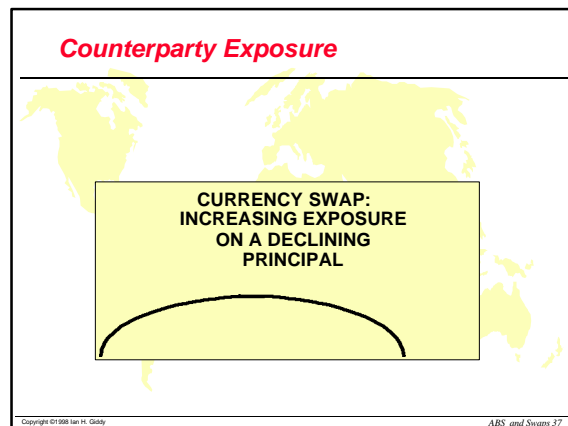 Counterparty Exposure
CURRENCY SWAP:
INCREASING EXPOSURE
ON A DECLINING
PRINCIPAL
Copyright ©1998 Ian H. Giddy
ABS and Swaps 37